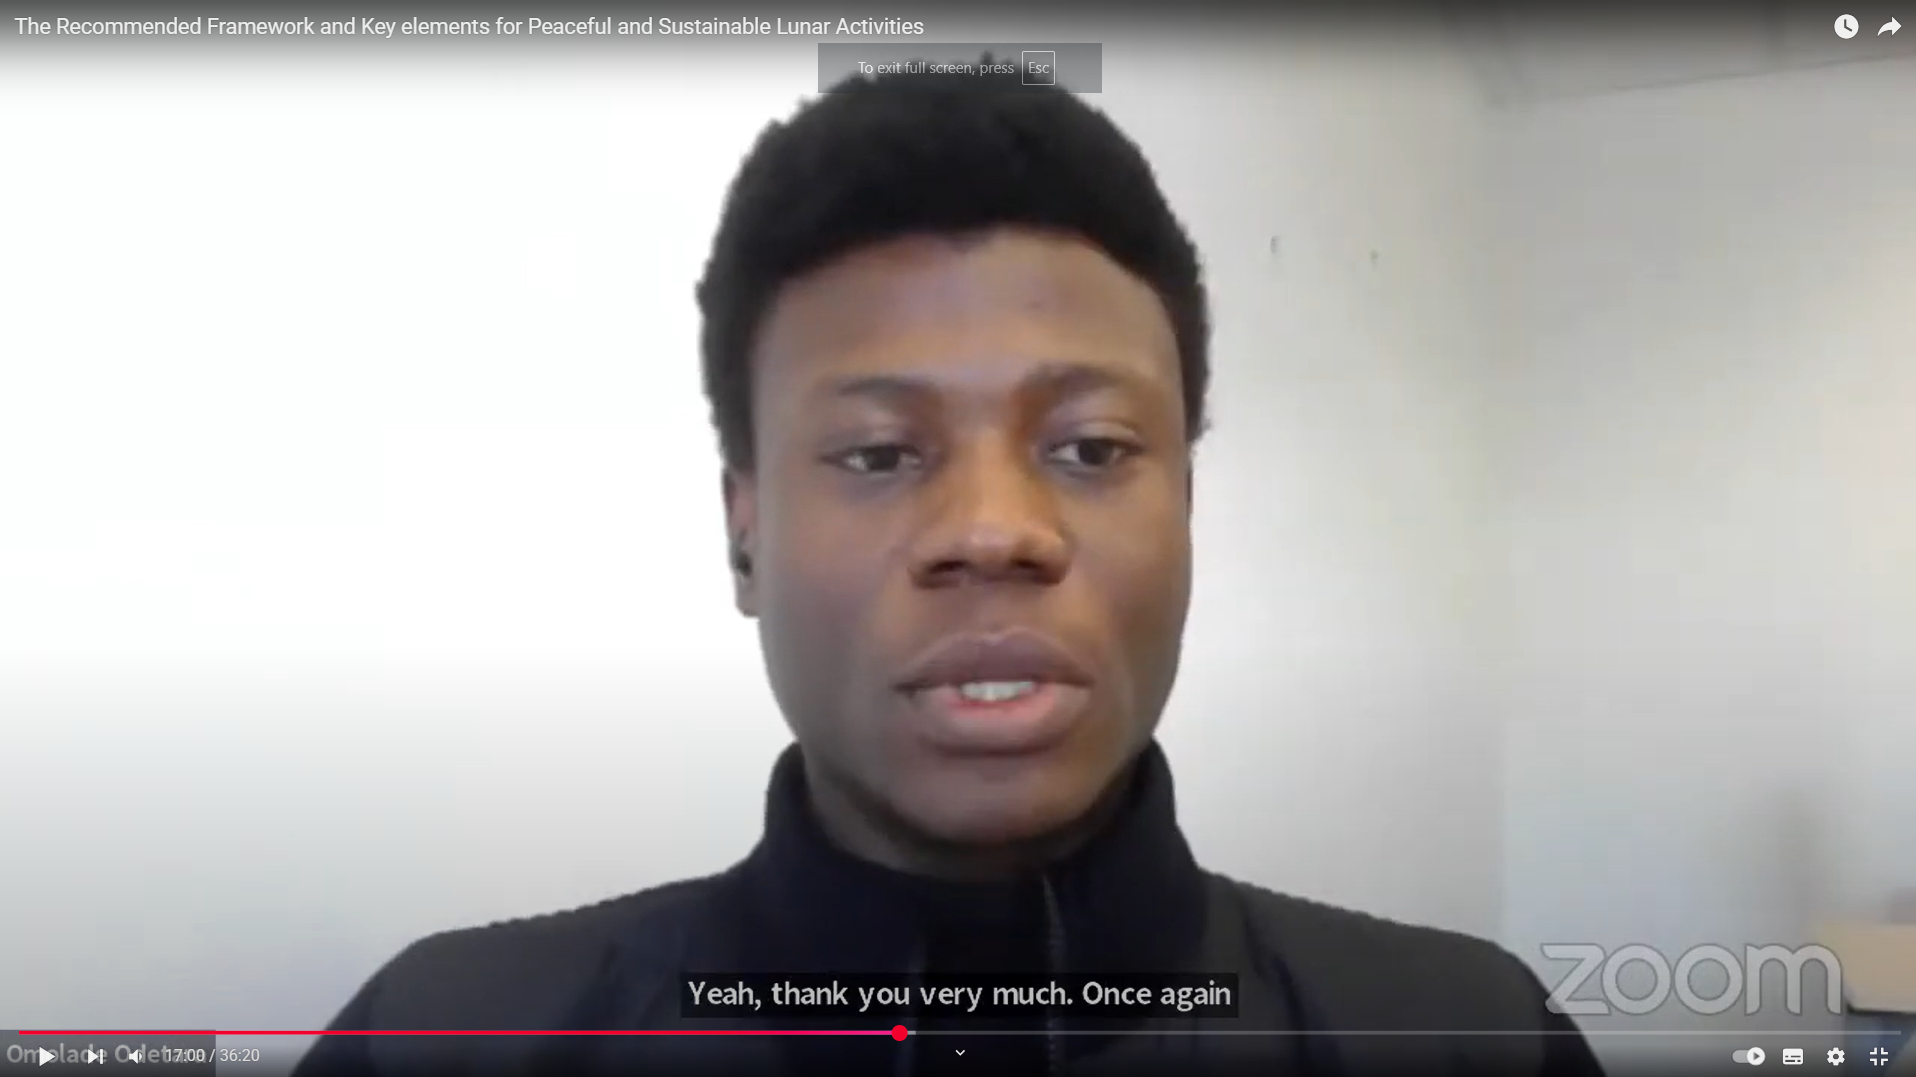 The Recommended Framework and Key elements for Peaceful and Sustainable Lunar Activities
To exit full screen, press Esc
Yeah, thank you very much. Once again
zoom
17:00 / 36:20